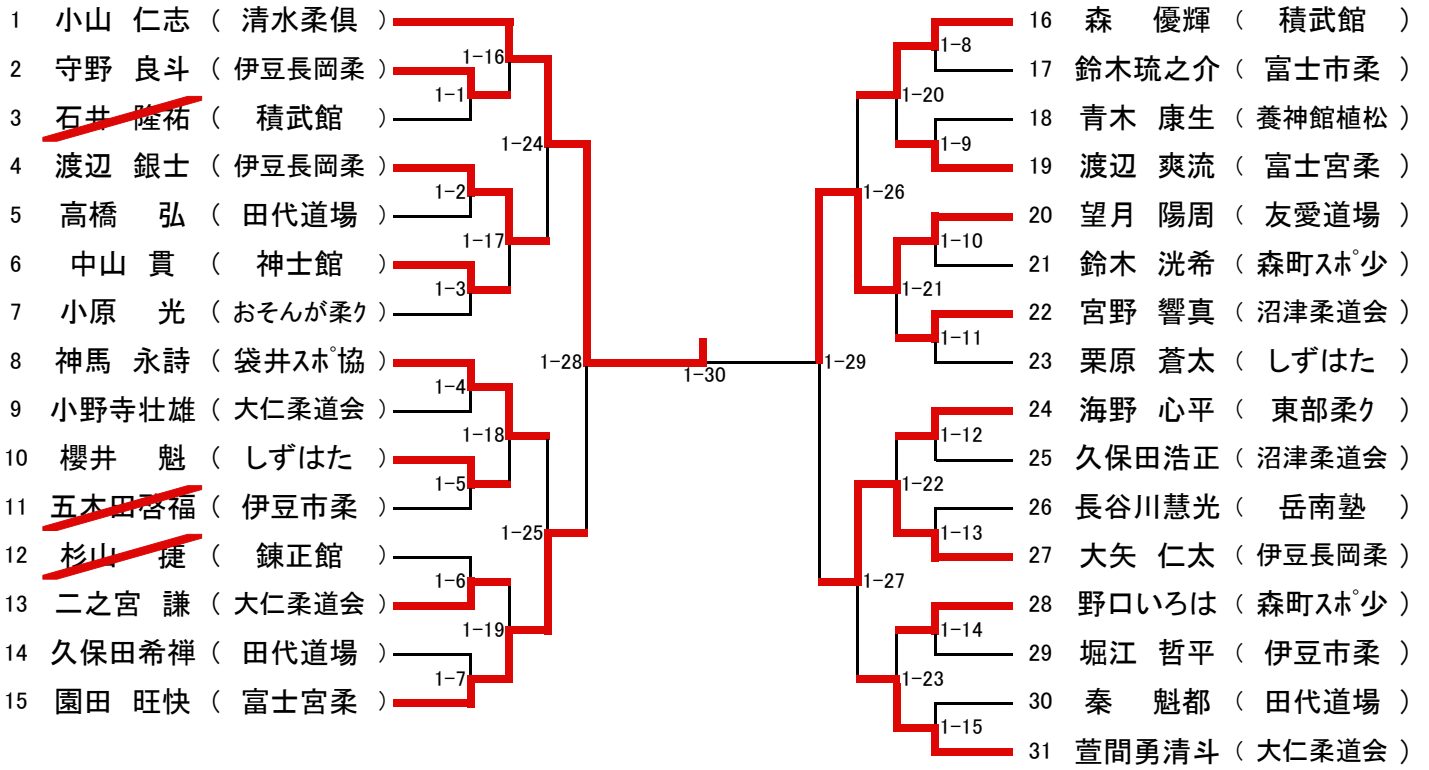 1 小山 仁志 ( 清水柔倶 )
2 守野 良斗 ( 伊豆長岡柔 )
3 石井 隆祐 ( 積武館 )
4 渡辺 銀士 ( 伊豆長岡柔 )
5 高橋 弘 ( 田代道場 )
6 中山 貫 ( 神士館 )
7 小原 光 ( おそんが柔ｸ )
8 神馬 永詩 ( 袋井ｽﾎﾟ協 )
9 小野寺壮雄 ( 大仁柔道会 )
10 櫻井 魁 ( しずはた )
11 五木田啓福 ( 伊豆市柔 )
12 杉山 捷 ( 錬正館 )
13 二之宮 謙 ( 大仁柔道会 )
14 久保田希禅 ( 田代道場 )
15 園田 旺快 ( 富士宮柔 )
1-16
1-1
1-24
1-2
1-17
1-3
1-28
1-4
1-18
1-5
1-25
1-6
1-19
1-7
1-30
1-8
1-20
1-9
1-26
1-10
1-21
1-11
1-29
1-12
1-22
1-13
1-27
1-14
1-23
1-15
16 森 優輝 ( 積武館 )
17 鈴木琉之介 ( 富士市柔 )
18 青木 康生 ( 養神館植松 )
19 渡辺 爽流 ( 富士宮柔 )
20 望月 陽周 ( 友愛道場 )
21 鈴木 洸希 ( 森町ｽﾎﾟ少 )
22 宮野 響真 ( 沼津柔道会 )
23 栗原 蒼太 ( しずはた )
24 海野 心平 ( 東部柔ｸ )
25 久保田浩正 ( 沼津柔道会 )
26 長谷川慧光 ( 岳南塾 )
27 大矢 仁太 ( 伊豆長岡柔 )
28 野口いろは ( 森町ｽﾎﾟ少 )
29 堀江 哲平 ( 伊豆市柔 )
30 秦 魁都 ( 田代道場 )
31 萱間勇清斗 ( 大仁柔道会 )